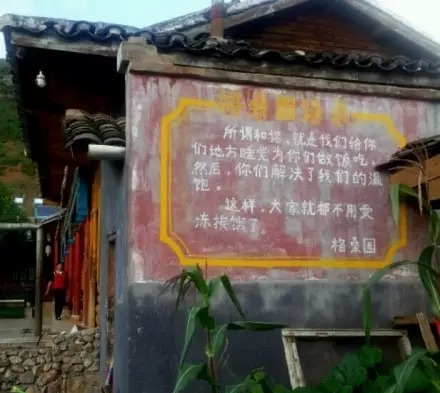 所谓和谐，就是我们给你
们地方睡觉为你们做饭吃，
然后，你们解决了我们的温
饱。
这样，大家就都不用受
冻挨饿了
格桑园